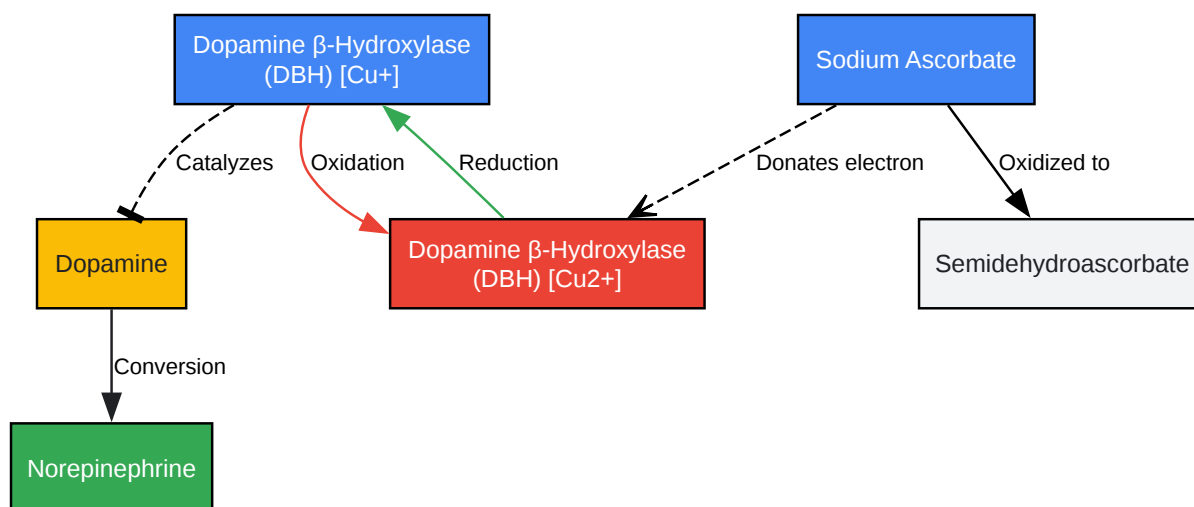 Dopamine β-Hydroxylase
(DBH) [Cu+]
Sodium Ascorbate
Catalyzes
Oxidation
Reduction
Donates electron
Oxidized to
Dopamine
Dopamine β-Hydroxylase
(DBH) [Cu2+]
Semidehydroascorbate
Conversion
Norepinephrine